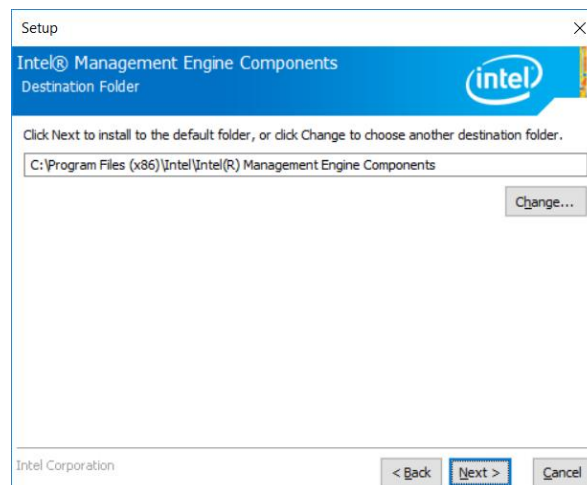 Setup
Intel® Management Engine Components
Destination Folder
intel
Click Next to install to the default folder, or click Change to choose another destination folder.
C:\Program Files (x86)\Intel\Intel(R) Management Engine Components
Change...
Intel Corporation
< Back Next > Cancel